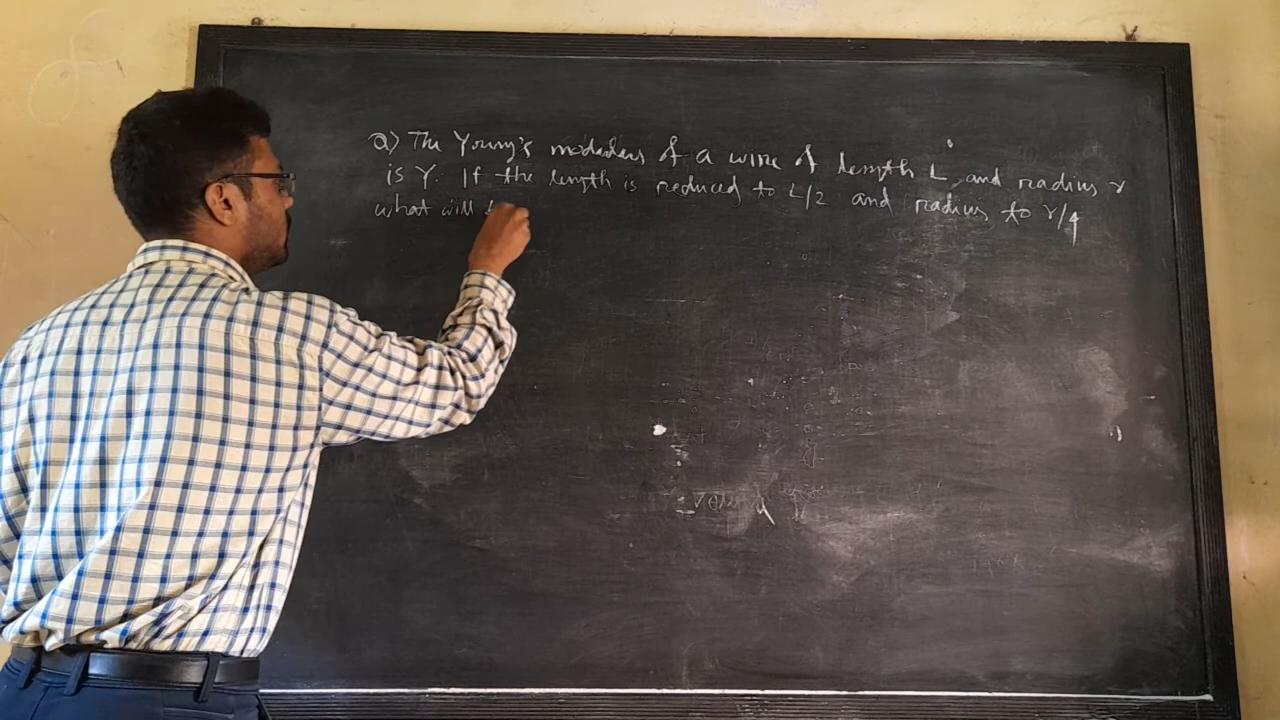 Q) The Young's modulus of a wire of length L and radius r
is Y. If the length is reduced to L/2 and radius to r/4
what will